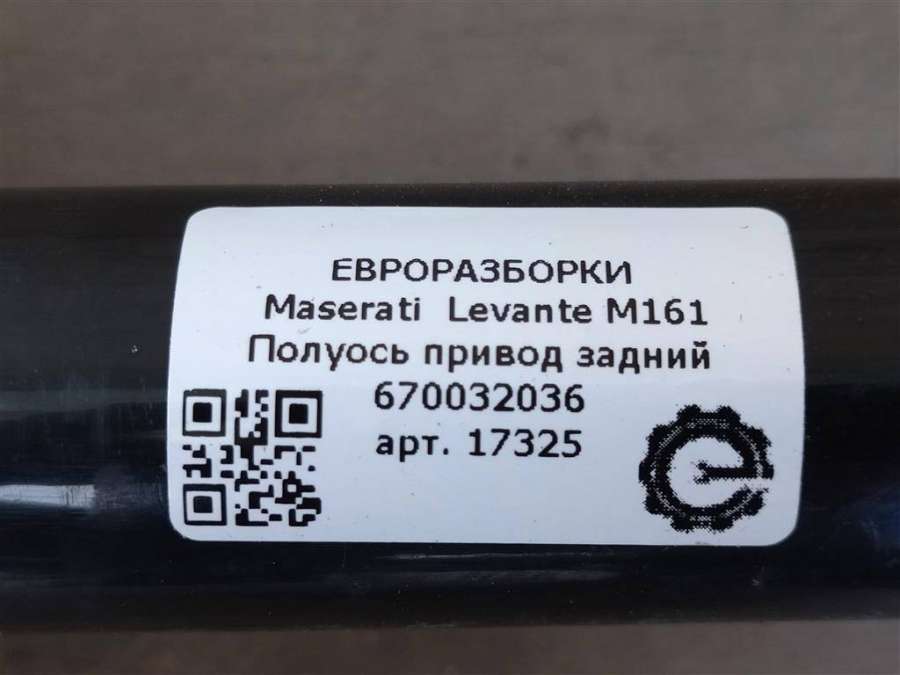 ЕВРОРАЗБОРКИ
Maserati Levante M161
Полуось привод задний
670032036
арт. 17325